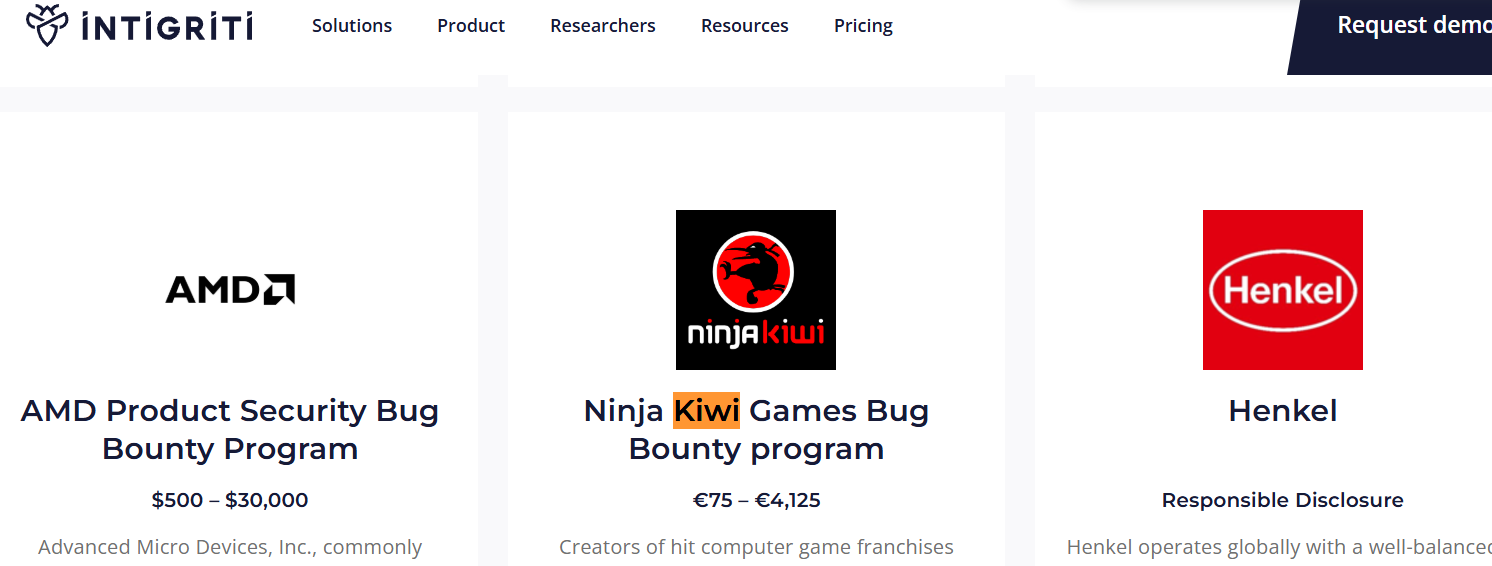 INTIGRITI
Solutions Product Researchers Resources Pricing
Request demo
AMD
AMD Product Security Bug
Bounty Program
$500 – $30,000
Advanced Micro Devices, Inc., commonly
ninja kiwi
Ninja Kiwi Games Bug
Bounty program
€75 – €4,125
Creators of hit computer game franchises
Henkel
Henkel
Responsible Disclosure
Henkel operates globally with a well-balanced